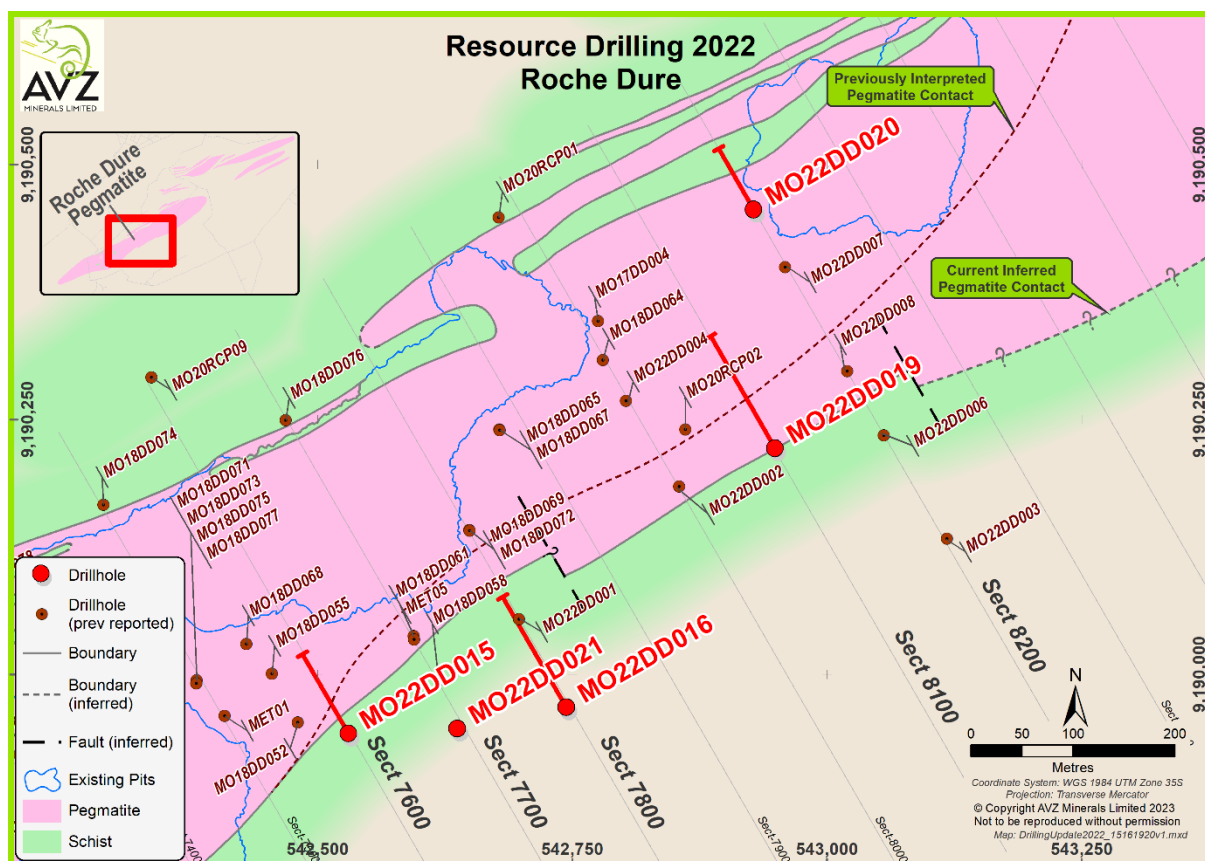 AVZ
MINERALS LIMITED
Resource Drilling 2022
Roche Dure
Previously Interpreted
Pegmatite Contact
Current Inferred
Pegmatite Contact
Roche Dure
Pegmatite
9,190,500
9,190,500
9,190,250
9,190,250
9,190,000
MO20RCP01
MO22DD020
MO22DD007
MO17DD004
MO18DD064
MO22DD008
MO22DD004
MO20RCP02
MO22DD019
MO22DD006
MO20RCP09
MO18DD076
MO18DD065
MO18DD067
MO18DD074
MO18DD071
MO18DD073
MO18DD075
MO18DD077
MO22DD002
MO18DD069
MO18DD072
MO22DD003
MO18DD061
MET05
MO18DD058
MO18DD068
MO18DD055
MO22DD001
MO22DD015
MO22DD021
MO22DD016
MET01
MO18DD052
?
?
?
?
Sect 7600
Sect 7700
Sect 7800
Sect-7900
Sect-8000
Sect 8100
Sect 8200
Drillhole
Drillhole
(prev reported)
Boundary
Boundary
(inferred)
Fault (inferred)
Existing Pits
Pegmatite
Schist
N
0 50 100 200
Metres
Coordinate System: WGS 1984 UTM Zone 35S
Projection: Transverse Mercator
© Copyright AVZ Minerals Limited 2023
Not to be reproduced without permission
Map: DrillingUpdate2022_15161920v1.mxd
542,500
542,750
543,000
543,250